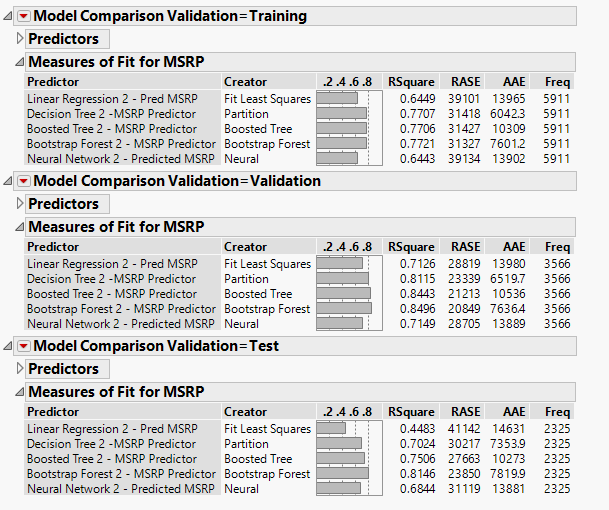 Model Comparison Validation=Training
Predictors
Measures of Fit for MSRP
Predictor Creator .2 .4 .6 .8 RSquare RASE AAE Freq
Linear Regression 2 - Pred MSRP Fit Least Squares 0.6449 39101 13965 5911
Decision Tree 2 -MSRP Predictor Partition 0.7707 31418 6042.3 5911
Boosted Tree 2 - MSRP Predictor Boosted Tree 0.7706 31427 10309 5911
Bootstrap Forest 2 - MSRP Predictor Bootstrap Forest 0.7721 31327 7601.2 5911
Neural Network 2 - Predicted MSRP Neural 0.6443 39134 13902 5911
Model Comparison Validation=Validation
Predictors
Measures of Fit for MSRP
Predictor Creator .2 .4 .6 .8 RSquare RASE AAE Freq
Linear Regression 2 - Pred MSRP Fit Least Squares 0.7126 28819 13980 3566
Decision Tree 2 -MSRP Predictor Partition 0.8115 23339 6519.7 3566
Boosted Tree 2 - MSRP Predictor Boosted Tree 0.8443 21213 10536 3566
Bootstrap Forest 2 - MSRP Predictor Bootstrap Forest 0.8496 20849 7636.4 3566
Neural Network 2 - Predicted MSRP Neural 0.7149 28705 13889 3566
Model Comparison Validation=Test
Predictors
Measures of Fit for MSRP
Predictor Creator .2 .4 .6 .8 RSquare RASE AAE Freq
Linear Regression 2 - Pred MSRP Fit Least Squares 0.4483 41142 14631 2325
Decision Tree 2 -MSRP Predictor Partition 0.7024 30217 7353.9 2325
Boosted Tree 2 - MSRP Predictor Boosted Tree 0.7506 27663 10273 2325
Bootstrap Forest 2 - MSRP Predictor Bootstrap Forest 0.8146 23850 7819.9 2325
Neural Network 2 - Predicted MSRP Neural 0.6844 31119 13881 2325